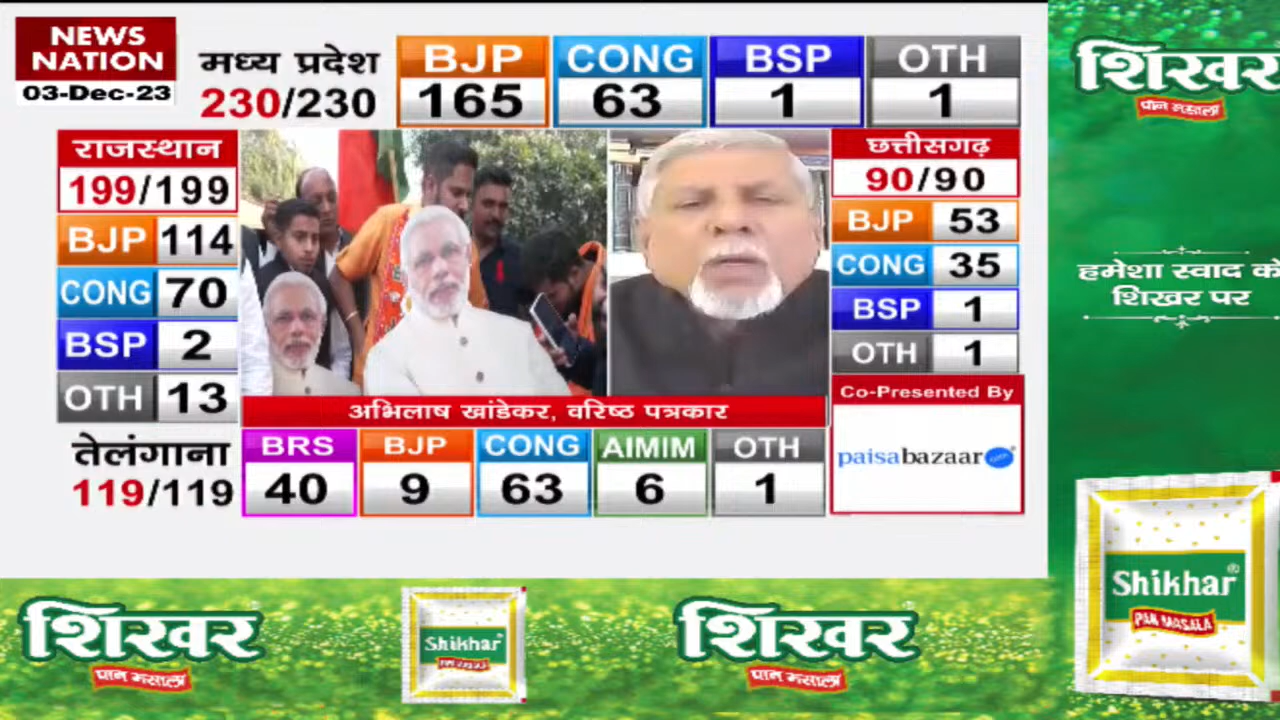 NEWS
NATION
03-Dec-23
मध्य प्रदेश
230/230
BJP
165
CONG
63
BSP
1
OTH
1
राजस्थान
199/199
BJP 114
CONG 70
BSP 2
OTH 13
छत्तीसगढ़
90/90
BJP 53
CONG 35
BSP 1
OTH 1
Co-Presented By
paisabazaar
अभिलाष खांडेकर, वरिष्ठ पत्रकार
तेलंगाना
119/119
BRS
40
BJP
9
CONG
63
AIMIM
6
OTH
1
शिखर
पान मसाला
हमेशा स्वाद के
शिखर पर
Shikhar
PAN MASALA
शिखर
पान मसाला
Shikhar
शिखर
पान मसाला